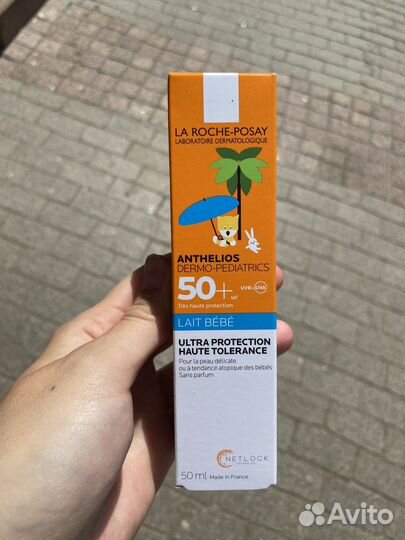 LA ROCHE-POSAY
LABORATOIRE DERMATOLOGIQUE
ANTHELIOS
DERMO-PEDIATRICS
50+ SPF UVB+UVA
Très haute protection
LAIT BÉBÉ
ULTRA PROTECTION
HAUTE TOLERANCE
Pour la peau délicate
ou à tendance atopique des bébés
Sans parfum
NETLOCK
50 ml Made in France
Avito